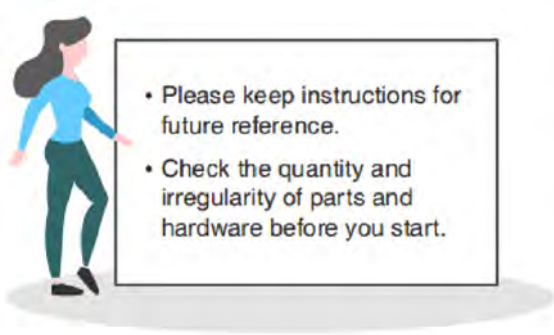 • Please keep instructions for
future reference.
• Check the quantity and
irregularity of parts and
hardware before you start.